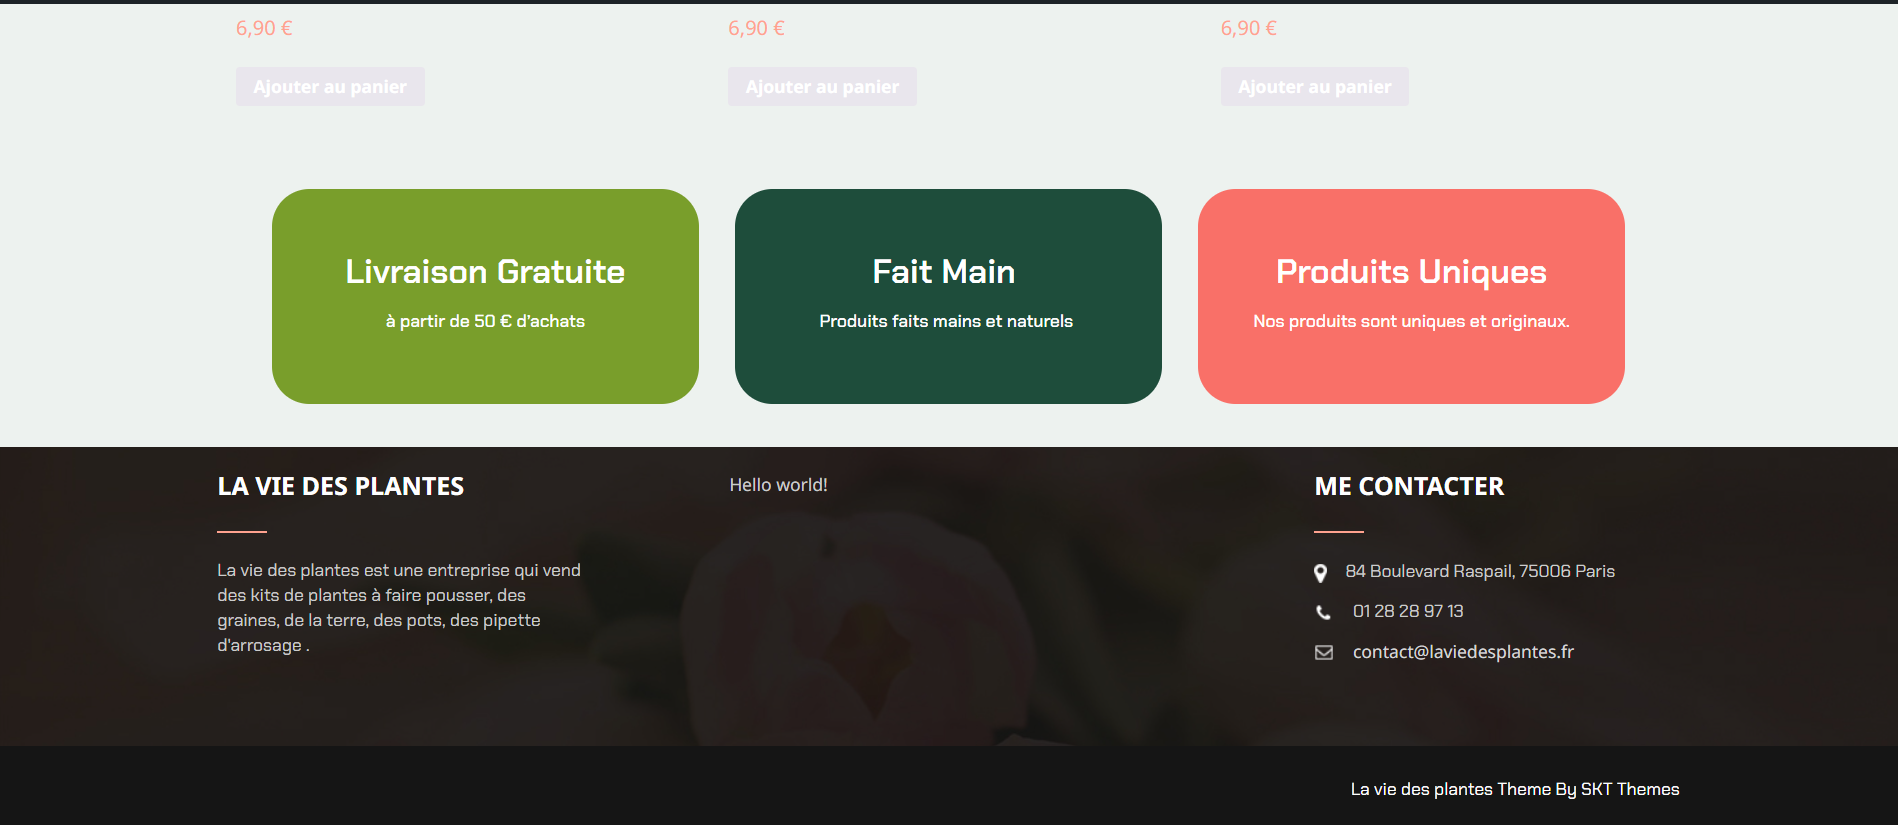 6,90 €
6,90 €
6,90 €
Ajouter au panier
Ajouter au panier
Ajouter au panier
Livraison Gratuite
à partir de 50 € d'achats
Fait Main
Produits faits mains et naturels
Produits Uniques
Nos produits sont uniques et originaux.
LA VIE DES PLANTES
La vie des plantes est une entreprise qui vend
des kits de plantes à faire pousser, des
graines, de la terre, des pots, des pipette
d'arrosage .
Hello world!
ME CONTACTER
84 Boulevard Raspail, 75006 Paris
01 28 28 97 13
contact@laviedesplantes.fr
La vie des plantes Theme By SKT Themes